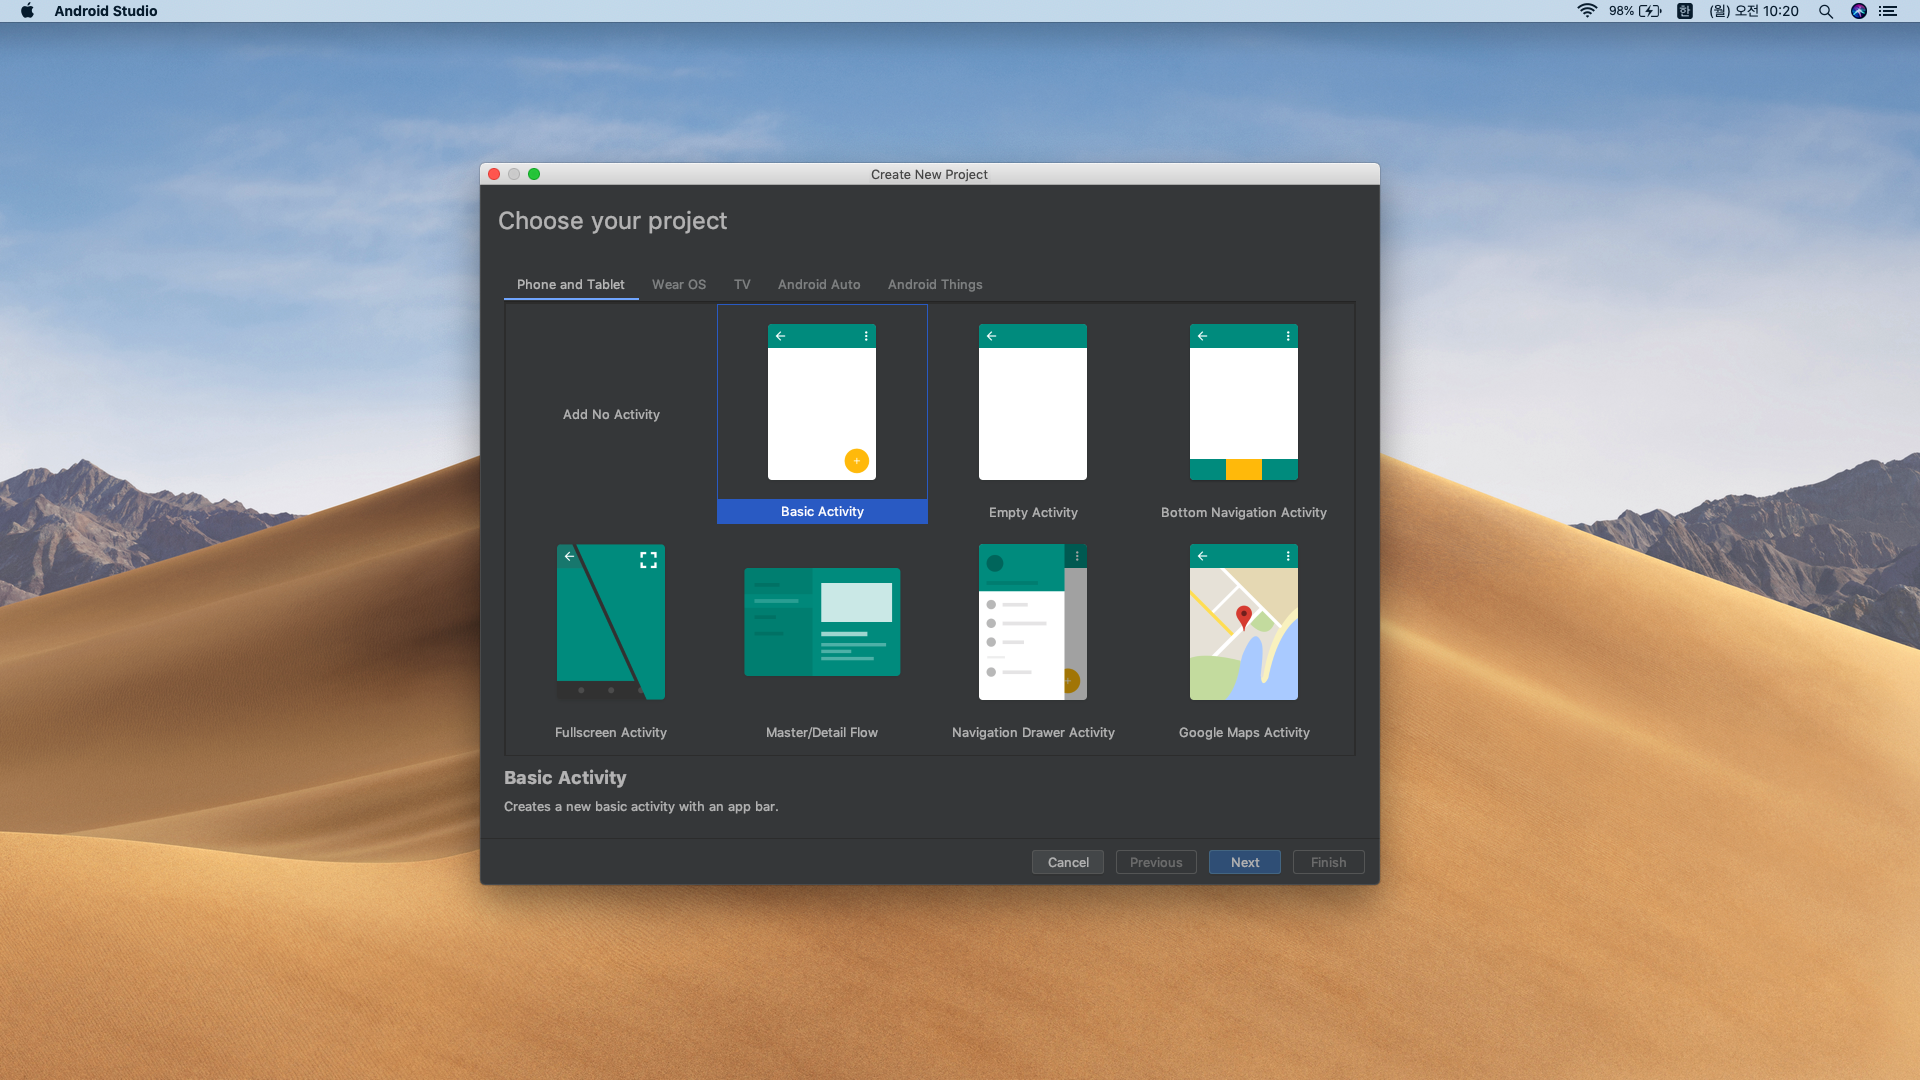 Android Studio
98%
한
(월) 오전 10:20
Create New Project
Choose your project
Phone and Tablet
Wear OS
TV
Android Auto
Android Things
Add No Activity
Basic Activity
Empty Activity
Bottom Navigation Activity
Fullscreen Activity
Master/Detail Flow
Navigation Drawer Activity
Google Maps Activity
Basic Activity
Creates a new basic activity with an app bar.
Cancel
Previous
Next
Finish